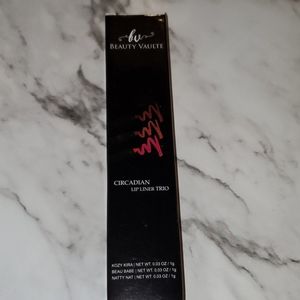 bv
BEAUTY VAULTE
CIRCADIAN
LIP LINER TRIO
KOZY KIRA | NET WT. 0.03 OZ / 1g
BEAU BABE | NET WT. 0.03 OZ / 1g
NATTY NAT | NET WT. 0.03 OZ / 1g